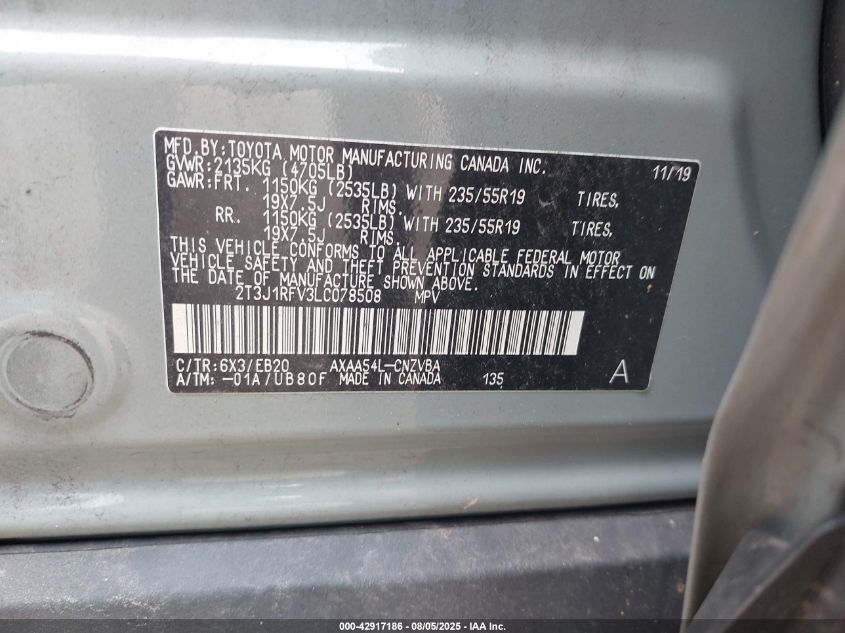 MFD.BY:TOYOTA MOTOR MANUFACTURING CANADA INC. 11/19
GVWR:2135KG (4705LB)
GAWR:FRT. 1150KG (2535LB) WITH 235/55R19 TIRES,
19X7.5J RIMS.
RR. 1150KG (2535LB) WITH 235/55R19 TIRES,
19X7.5J RIMS.
THIS VEHICLE CONFORMS TO ALL APPLICABLE FEDERAL MOTOR
VEHICLE SAFETY AND THEFT PREVENTION STANDARDS IN EFFECT ON
THE DATE OF MANUFACTURE SHOWN ABOVE.
2T3J1RFV3LC078508 MPV
C/TR:6X3/EB20 AXAA54L-CNZVBA
A/TM: -01A/UB80F MADE IN CANADA 135 A
000-42917186 - 08/05/2025 - IAA Inc.